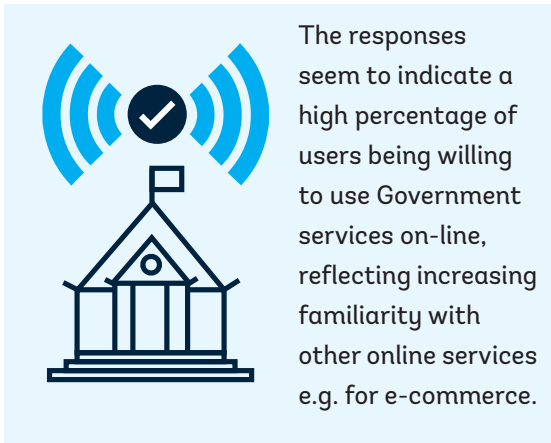 The responses
seem to indicate a
high percentage of
users being willing
to use Government
services on-line,
reflecting increasing
familiarity with
other online services
e.g. for e-commerce.